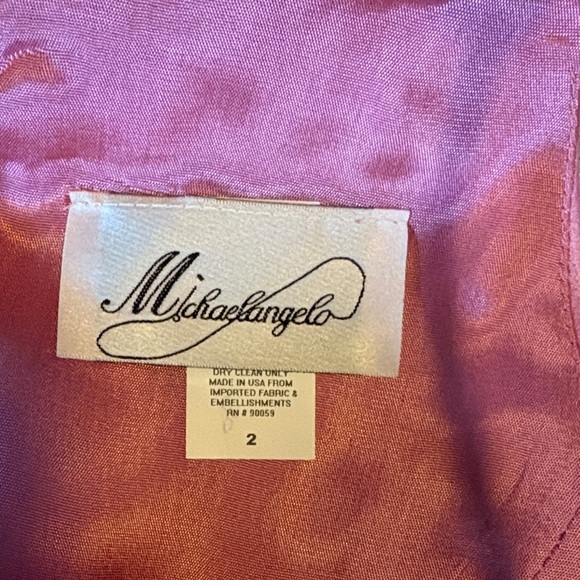 Michaelangelo
DRY CLEAN ONLY
MADE IN USA FROM
IMPORTED FABRIC &
EMBELLISHMENTS
RN # 90059
2